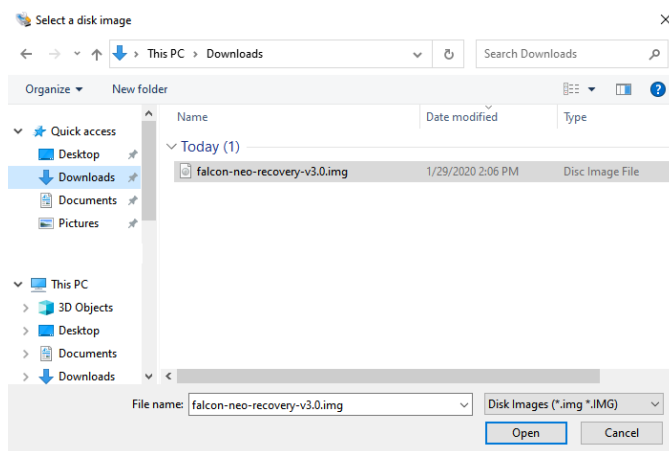 Select a disk image
This PC > Downloads
Search Downloads
Organize
New folder
?
Name
Date modified
Type
Quick access
Desktop
Downloads
Documents
Pictures
This PC
3D Objects
Desktop
Documents
Downloads
Today (1)
falcon-neo-recovery-v3.0.img
1/29/2020 2:06 PM
Disc Image File
File name: falcon-neo-recovery-v3.0.img
Disk Images (*.img *.IMG)
Open
Cancel